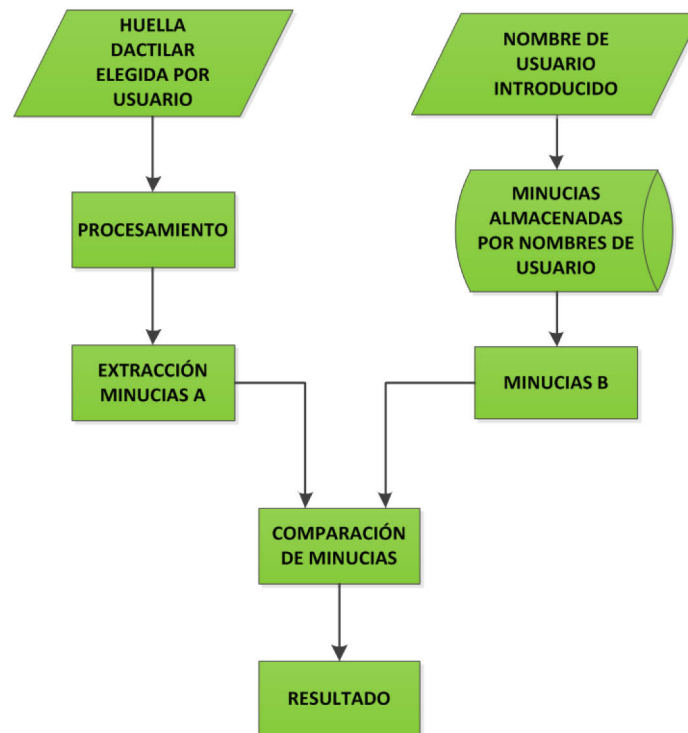 HUELLA
DACTILAR
ELEGIDA POR
USUARIO
NOMBRE DE
USUARIO
INTRODUCIDO
PROCESAMIENTO
MINUCIAS
ALMACENADAS
POR NOMBRES DE
USUARIO
EXTRACCIÓN
MINUCIAS A
MINUCIAS B
COMPARACIÓN
DE MINUCIAS
RESULTADO